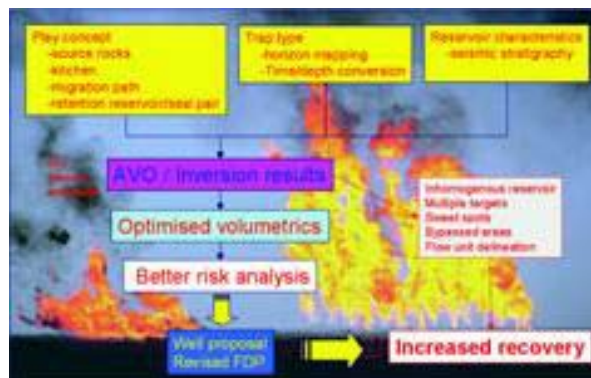 Play concept
-source rocks
-kitchen
-migration path
-retention reservoir/seal pair
Trap type
-horizon mapping
-Time/depth conversion
Reservoir characteristics
-seismic stratigraphy
AVO / Inversion results
Inhomogenous reservoir
Multiple targets
Sweet spots
Bypassed areas
Flow unit delineation
Optimised volumetrics
Better risk analysis
Well proposal
Revised FDP
Increased recovery